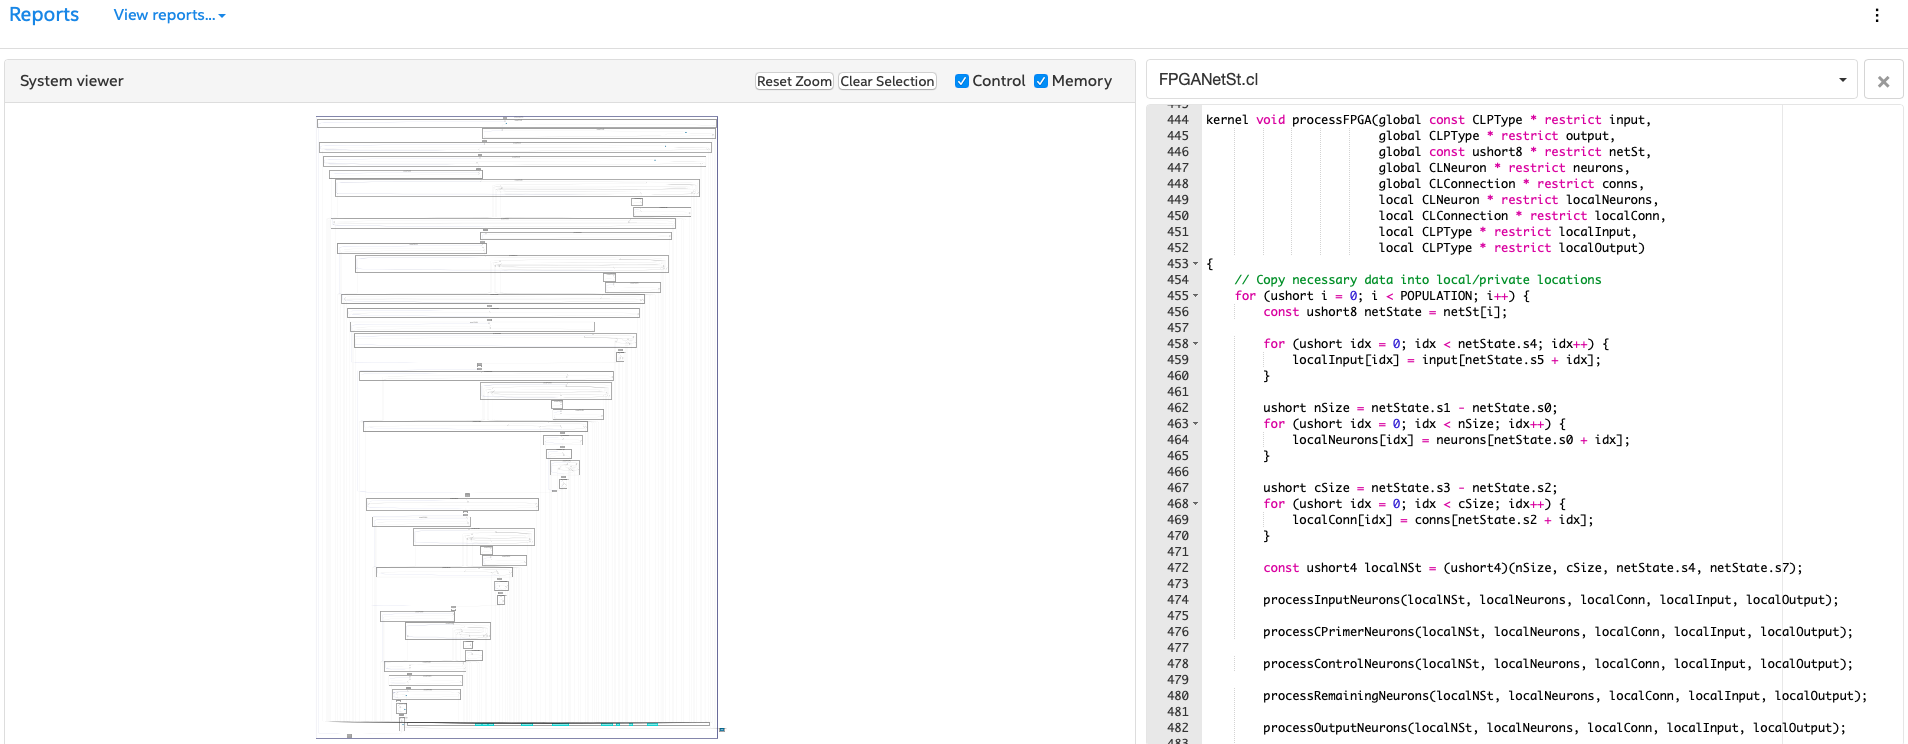 Reports View reports...
System viewer Reset Zoom Clear Selection Control Memory
FPGANetSt.cl
444 kernel void processFPGA(global const CLPType * restrict input,
445 global CLPType * restrict output,
446 global const ushort8 * restrict netSt,
447 global CLNeuron * restrict neurons,
448 global CLConnection * restrict conns,
449 local CLNeuron * restrict localNeurons,
450 local CLConnection * restrict localConn,
451 local CLPType * restrict localInput,
452 local CLPType * restrict localOutput)
453 {
454 // Copy necessary data into local/private locations
455 for (ushort i = 0; i < POPULATION; i++) {
456 const ushort8 netState = netSt[i];
457
458 for (ushort idx = 0; idx < netState.s4; idx++) {
459 localInput[idx] = input[netState.s5 + idx];
460 }
461
462 ushort nSize = netState.s1 - netState.s0;
463 for (ushort idx = 0; idx < nSize; idx++) {
464 localNeurons[idx] = neurons[netState.s0 + idx];
465 }
466
467 ushort cSize = netState.s3 - netState.s2;
468 for (ushort idx = 0; idx < cSize; idx++) {
469 localConn[idx] = conns[netState.s2 + idx];
470 }
471
472 const ushort4 localNSt = (ushort4)(nSize, cSize, netState.s4, netState.s7);
473
474 processInputNeurons(localNSt, localNeurons, localConn, localInput, localOutput);
475
476 processCPrimerNeurons(localNSt, localNeurons, localConn, localInput, localOutput);
477
478 processControlNeurons(localNSt, localNeurons, localConn, localInput, localOutput);
479
480 processRemainingNeurons(localNSt, localNeurons, localConn, localInput, localOutput);
481
482 processOutputNeurons(localNSt, localNeurons, localConn, localInput, localOutput);